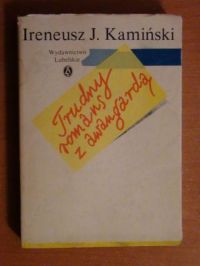 Ireneusz J. Kamiński
Wydawnictwo
Lubelskie
Trudny
romans
z awangardą